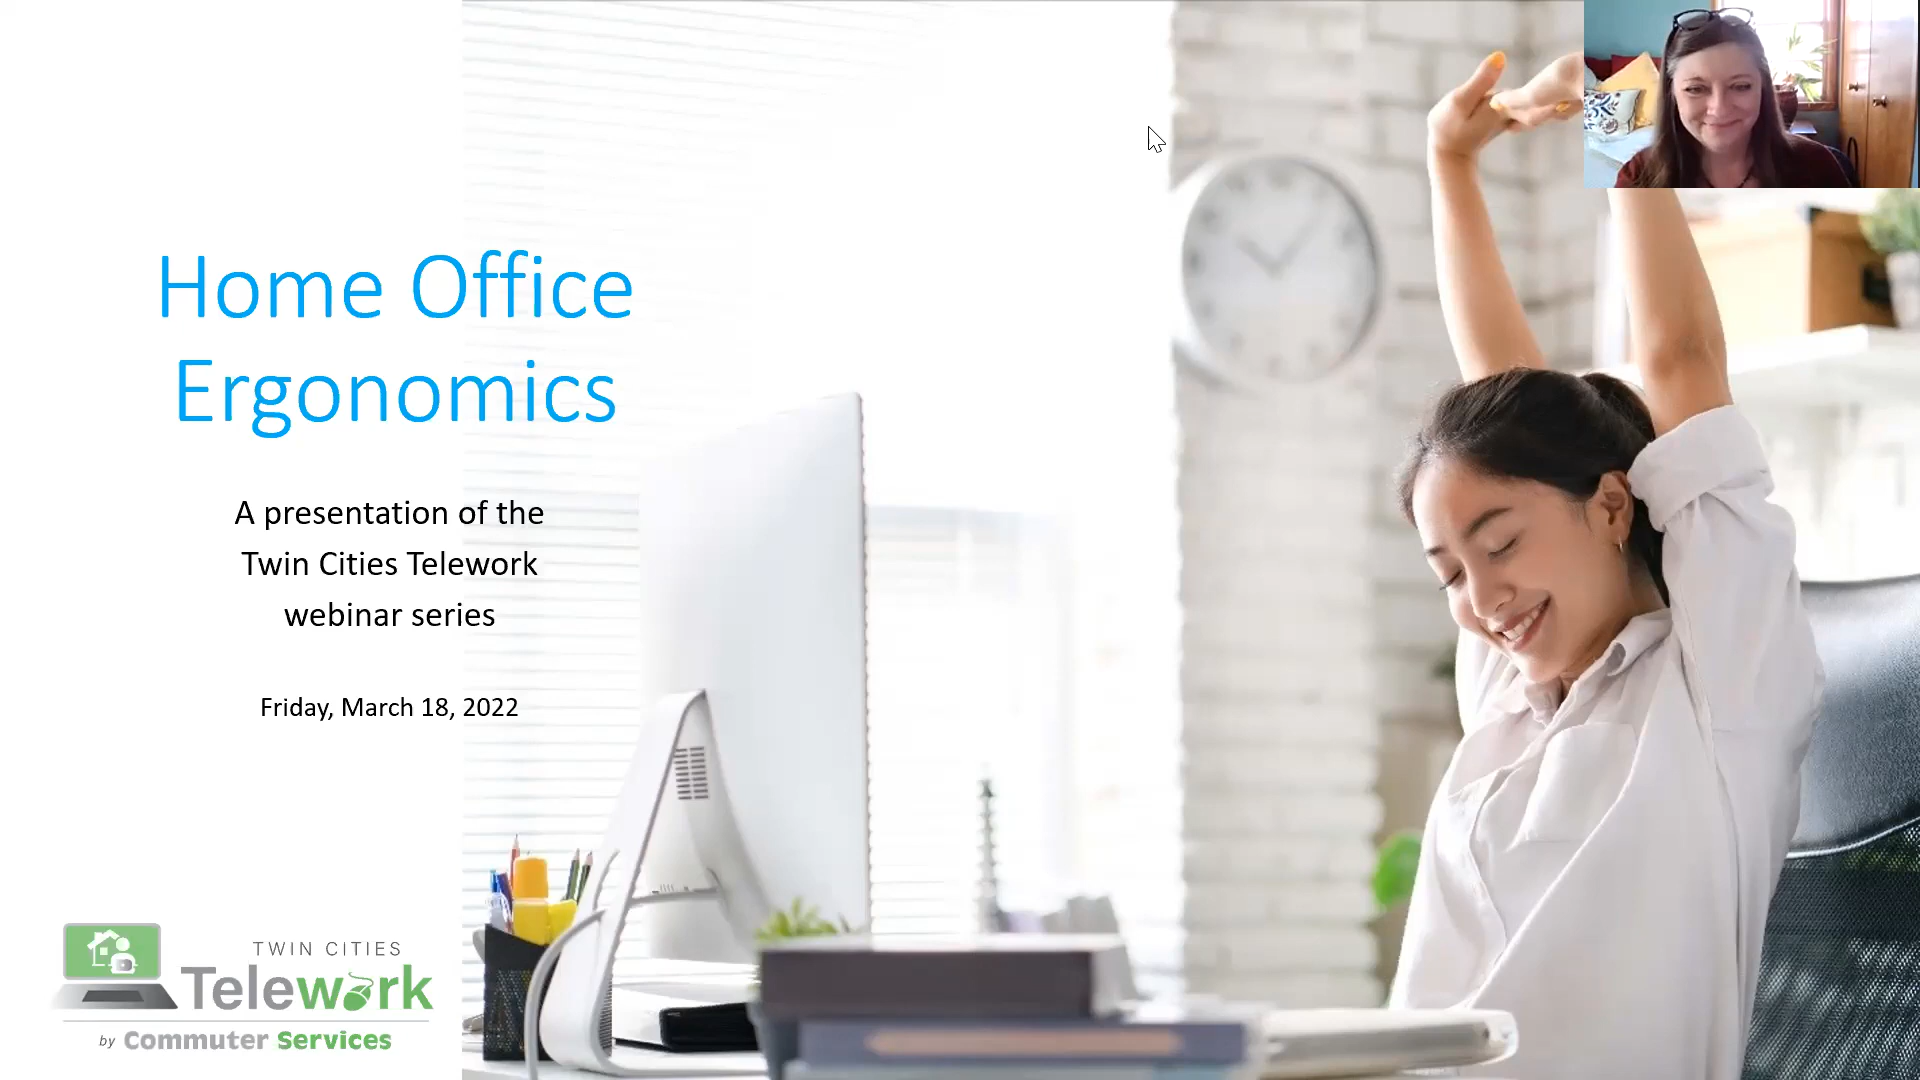 Home Office
Ergonomics
A presentation of the
Twin Cities Telework
webinar series
Friday, March 18, 2022
TWIN CITIES
Telework
by Commuter Services